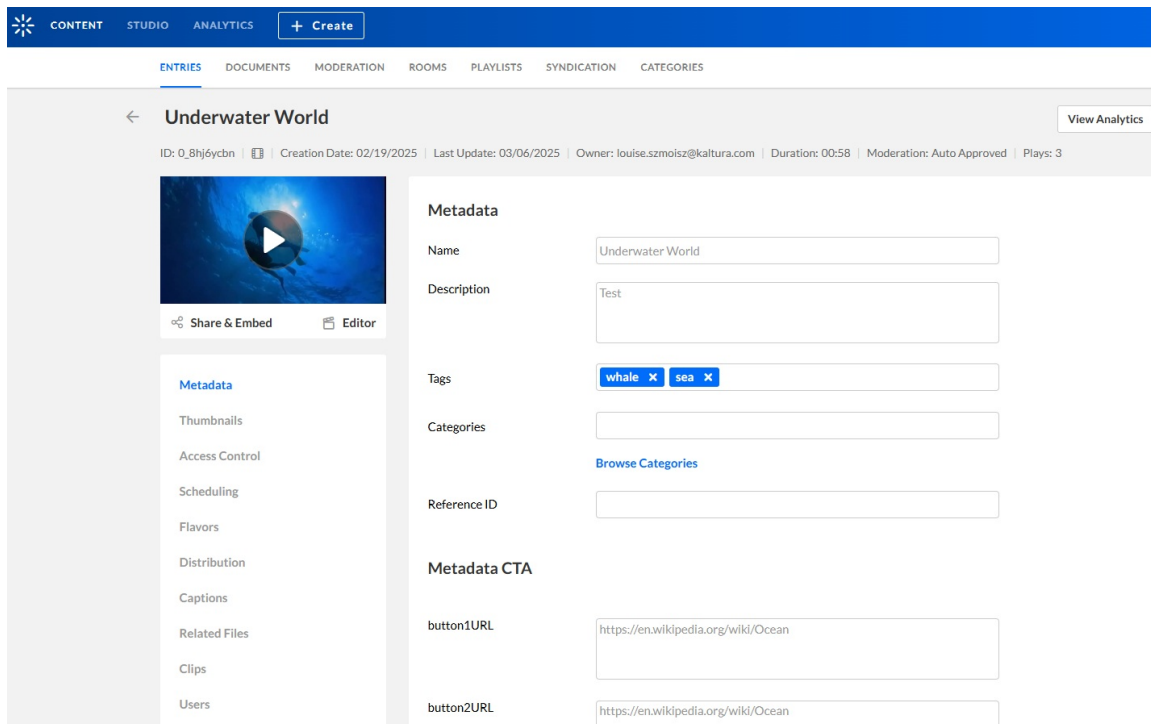 CONTENT STUDIO ANALYTICS + Create
ENTRIES DOCUMENTS MODERATION ROOMS PLAYLISTS SYNDICATION CATEGORIES
Underwater World
View Analytics
ID: 0_8hj6ycbn | Creation Date: 02/19/2025 | Last Update: 03/06/2025 | Owner: louise.szmoisz@kaltura.com | Duration: 00:58 | Moderation: Auto Approved | Plays: 3
Share & Embed Editor
Metadata
Thumbnails
Access Control
Scheduling
Flavors
Distribution
Captions
Related Files
Clips
Users
Metadata
Name Underwater World
Description Test
Tags whale × sea ×
Categories
Browse Categories
Reference ID
Metadata CTA
button1URL https://en.wikipedia.org/wiki/Ocean
button2URL https://en.wikipedia.org/wiki/Ocean